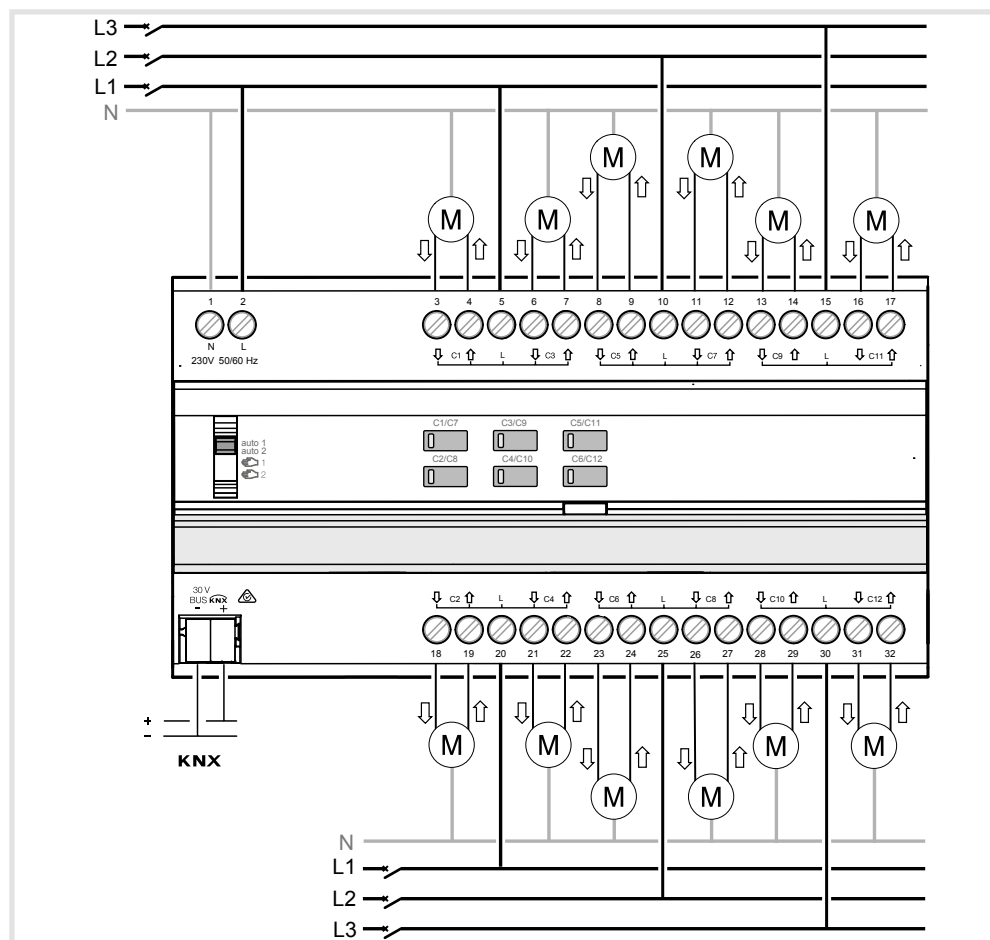 L3
L2
L1
N
M M
M M M M
1 2 3 4 5 6 7 8 9 10 11 12 13 14 15 16 17
N L
230V 50/60 Hz
C1 L C3 C5 L C7 C9 L C11
C1/C7 C3/C9 C5/C11
auto 1
auto 2
1
2
C2/C8 C4/C10 C6/C12
30 V
BUS KNX
- +
C2 L C4 C6 L C8 C10 L C12
18 19 20 21 22 23 24 25 26 27 28 29 30 31 32
+
-
KNX
M M M M
M M
N
L1
L2
L3